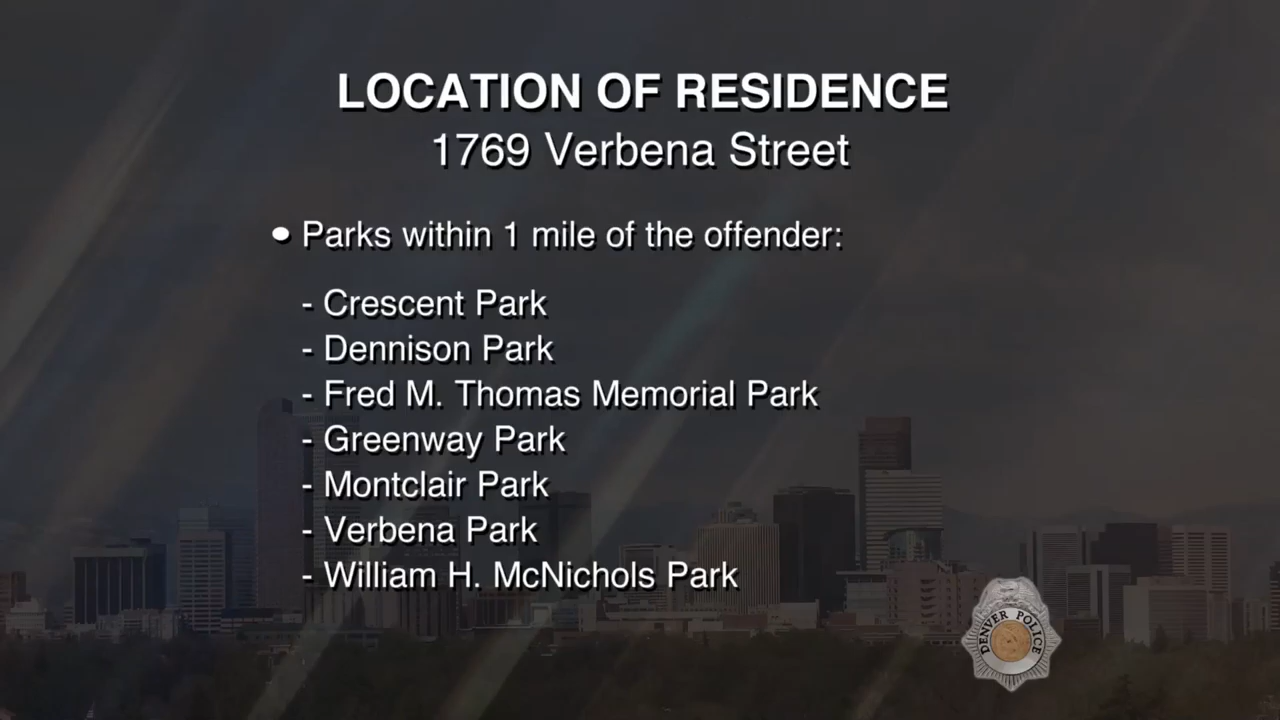 LOCATION OF RESIDENCE
1769 Verbena Street
• Parks within 1 mile of the offender:
- Crescent Park
- Dennison Park
- Fred M. Thomas Memorial Park
- Greenway Park
- Montclair Park
- Verbena Park
- William H. McNichols Park
DENVER POLICE